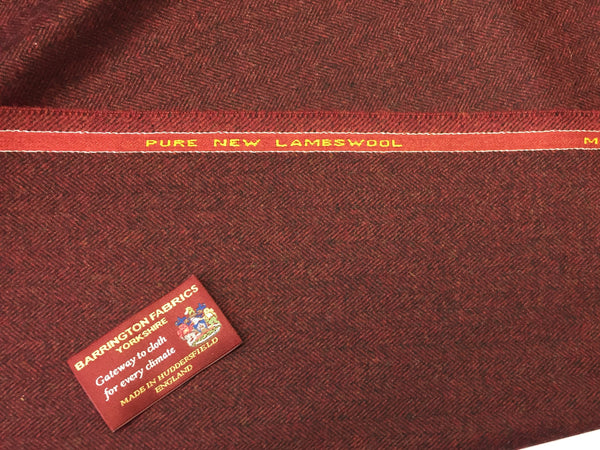 PURE NEW LAMBSWOOL M
BARRINGTON FABRICS
YORKSHIRE
Gateway to cloth
for every climate
MADE IN HUDDERSFIELD
ENGLAND